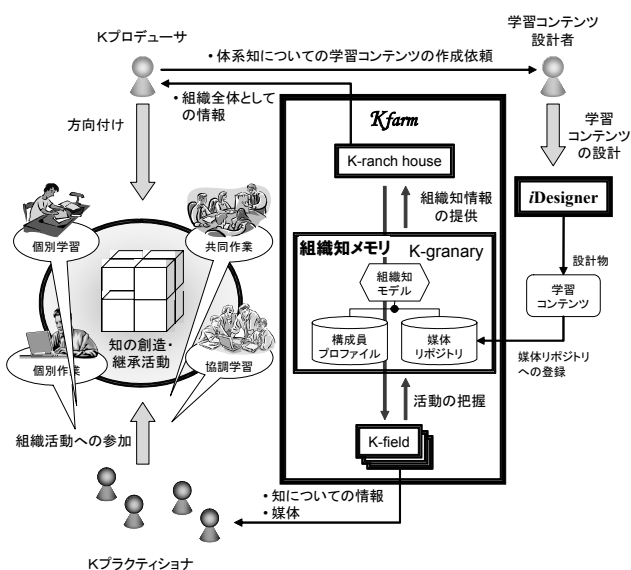 Kプロデューサ
学習コンテンツ
設計者
・体系知についての学習コンテンツの作成依頼
・組織全体として
の情報
方向付け
Kfarm
K-ranch house
学習
コンテンツ
の設計
iDesigner
組織知情報
の提供
個別学習
共同作業
組織知メモリ K-granary
組織知
モデル
設計物
学習
コンテンツ
構成員
プロファイル
媒体
リポジトリ
知の創造・
継承活動
個別作業
協調学習
媒体リポジトリ
への登録
活動の把握
組織活動への参加
K-field
・知についての情報
・媒体
Kプラクティショナ